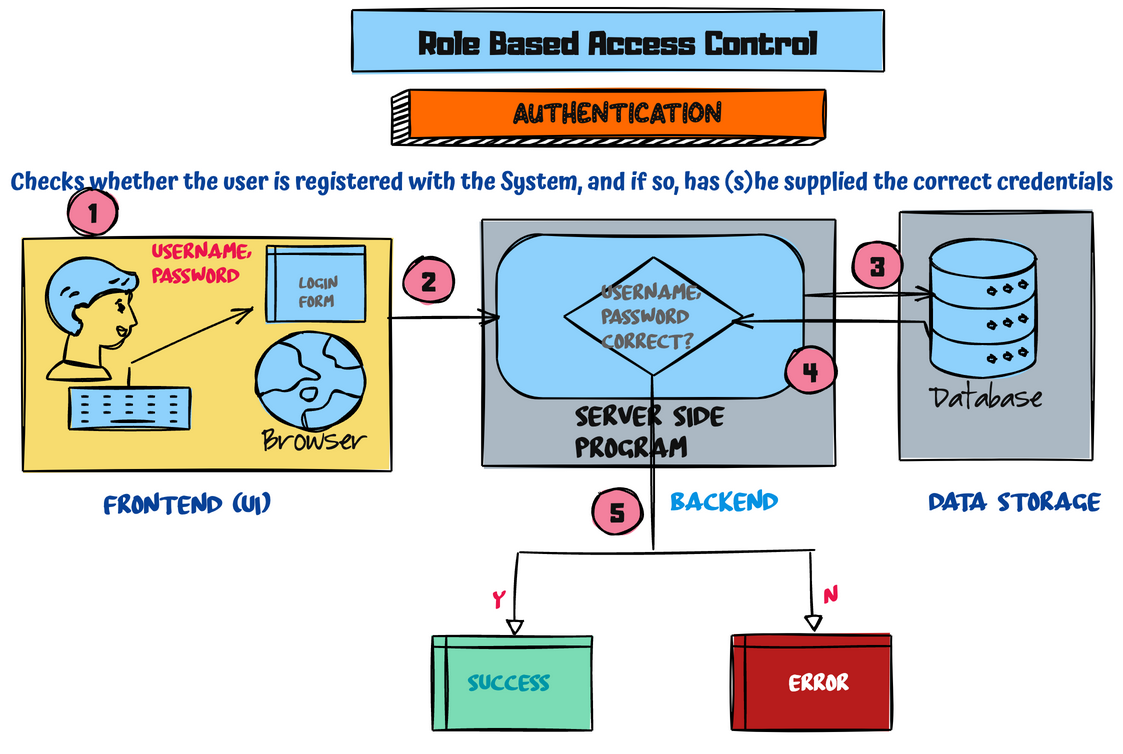 Role Based Access Control
AUTHENTICATION
Checks whether the user is registered with the System, and if so, has (s)he supplied the correct credentials
1
USERNAME,
PASSWORD
LOGIN
FORM
Browser
FRONTEND (UI)
2
USERNAME,
PASSWORD
CORRECT?
SERVER SIDE
PROGRAM
BACKEND
3
4
Database
DATA STORAGE
5
Y
N
SUCCESS
ERROR